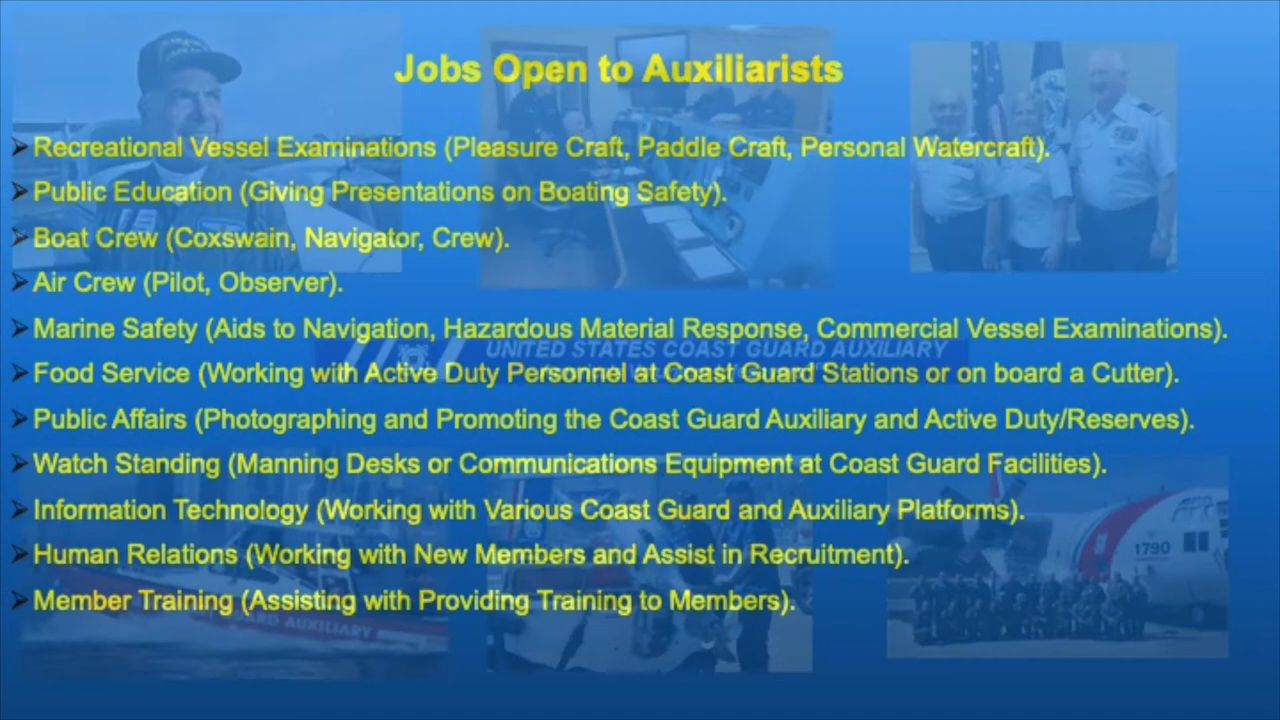 Jobs Open to Auxiliarists
➢ Recreational Vessel Examinations (Pleasure Craft, Paddle Craft, Personal Watercraft).
➢ Public Education (Giving Presentations on Boating Safety).
➢ Boat Crew (Coxswain, Navigator, Crew).
➢ Air Crew (Pilot, Observer).
➢ Marine Safety (Aids to Navigation, Hazardous Material Response, Commercial Vessel Examinations).
UNITED STATES COAST GUARD AUXILIARY
➢ Food Service (Working with Active Duty Personnel at Coast Guard Stations or on board a Cutter).
➢ Public Affairs (Photographing and Promoting the Coast Guard Auxiliary and Active Duty/Reserves).
➢ Watch Standing (Manning Desks or Communications Equipment at Coast Guard Facilities).
➢ Information Technology (Working with Various Coast Guard and Auxiliary Platforms).
1790
➢ Human Relations (Working with New Members and Assist in Recruitment).
➢ Member Training (Assisting with Providing Training to Members).
GUARD AUXILIARY